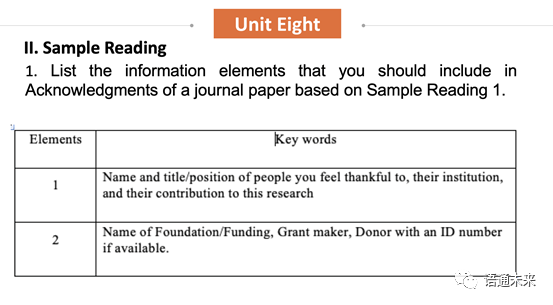 Unit Eight
II. Sample Reading
1. List the information elements that you should include in
Acknowledgments of a journal paper based on Sample Reading 1.
Elements
Key words
1
Name and title/position of people you feel thankful to, their institution,
and their contribution to this research
2
Name of Foundation/Funding, Grant maker, Donor with an ID number
if available.
语通未来